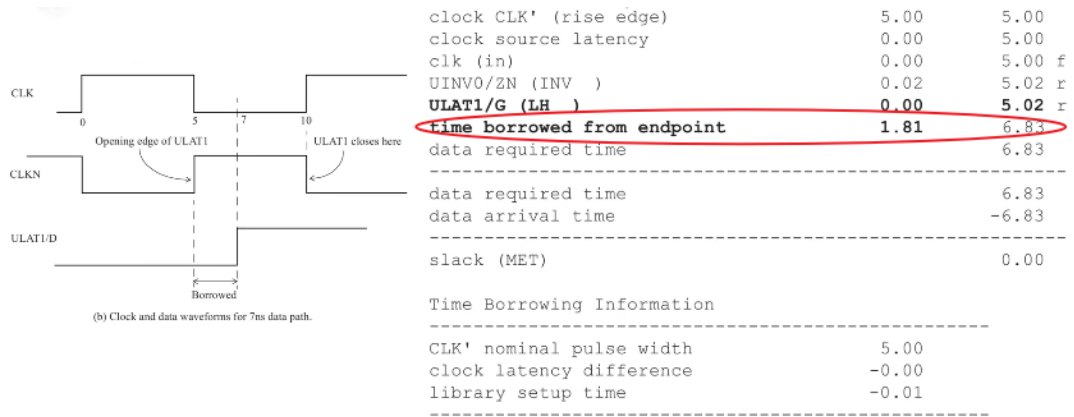 CLK
0 5 7 10
Opening edge of ULAT1
ULAT1 closes here
CLKN
ULAT1/D
Borrowed
(b) Clock and data waveforms for 7ns data path.
clock CLK' (rise edge) 5.00 5.00
clock source latency 0.00 5.00
clk (in) 0.00 5.00 f
UINV0/ZN (INV ) 0.02 5.02 r
ULAT1/G (LH ) 0.00 5.02 r
time borrowed from endpoint 1.81 6.83
data required time 6.83
------------------------------------------------------------
data required time 6.83
data arrival time -6.83
------------------------------------------------------------
slack (MET) 0.00
Time Borrowing Information
----------------------------------------------------
CLK' nominal pulse width 5.00
clock latency difference -0.00
library setup time -0.01
----------------------------------------------------